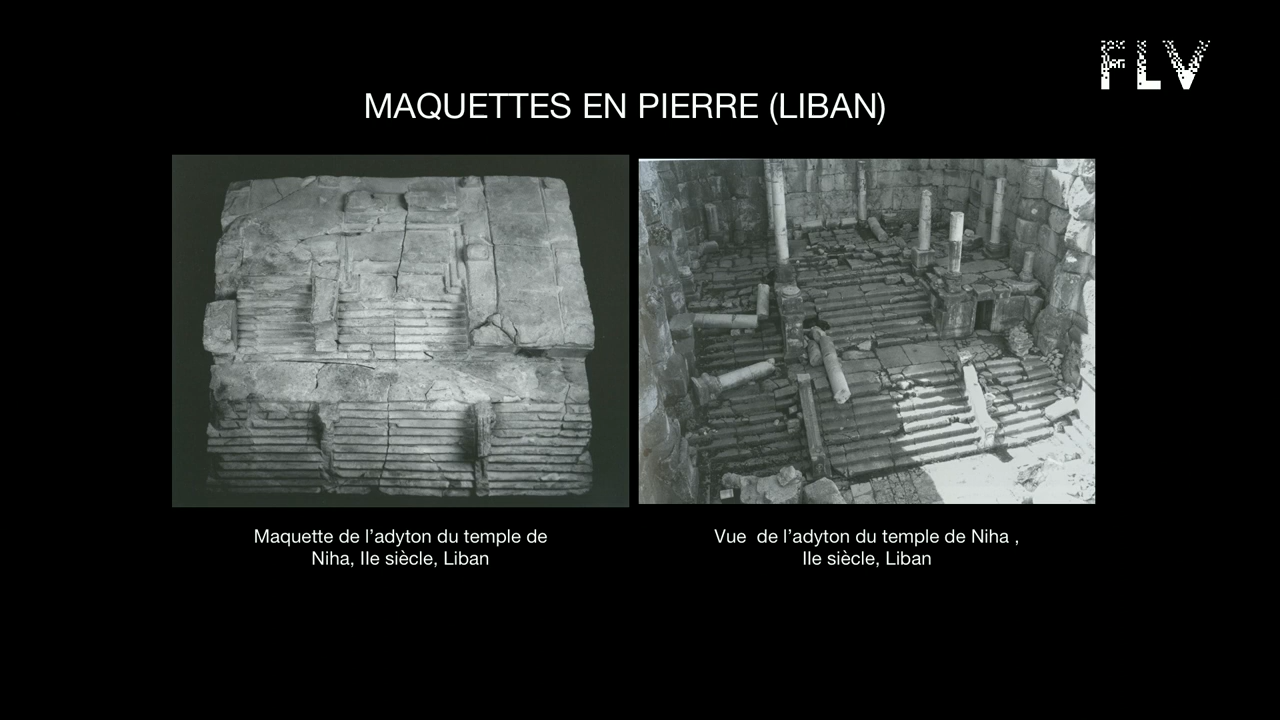 FLV
MAQUETTES EN PIERRE (LIBAN)
Maquette de l’adyton du temple de
Niha, IIe siècle, Liban
Vue  de l’adyton du temple de Niha ,
IIe siècle, Liban